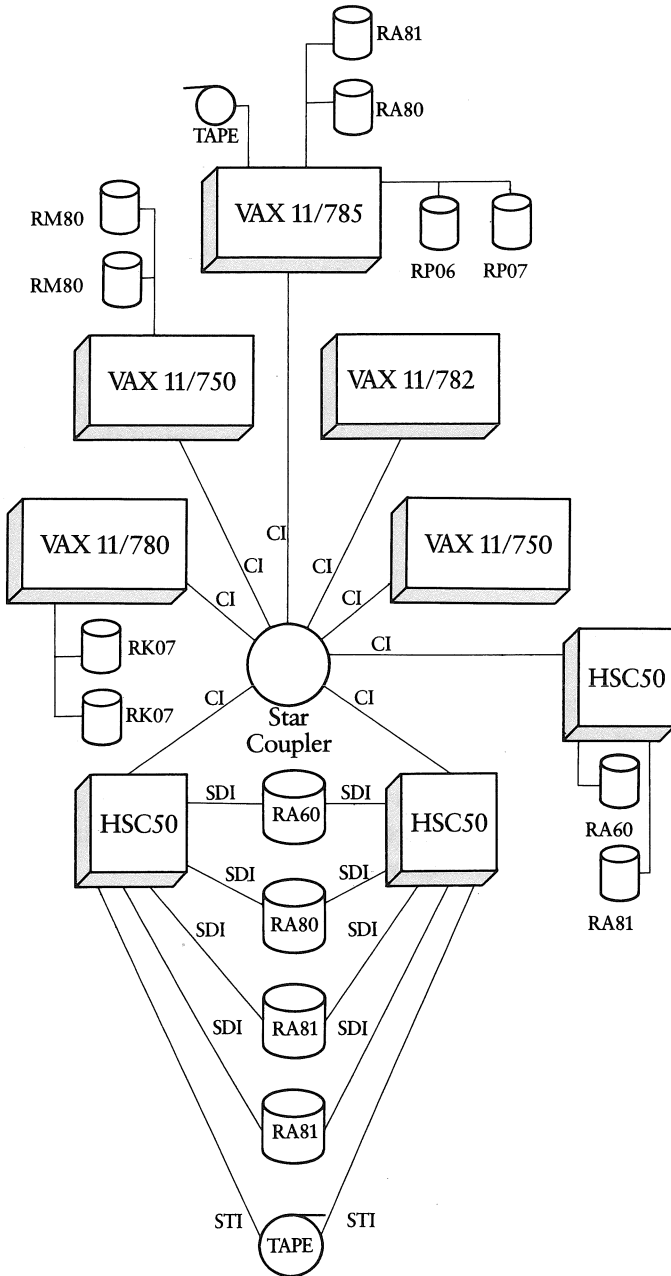 RA81
RA80
TAPE
VAX 11/785
RM80
RM80
RP06
RP07
VAX 11/750
VAX 11/782
VAX 11/780
VAX 11/750
CI
CI
CI
CI
CI
CI
RK07
RK07
HSC50
CI
CI
Star
Coupler
HSC50
HSC50
SDI
RA60
SDI
RA60
SDI
SDI
RA80
RA81
SDI
SDI
RA81
SDI
SDI
RA81
STI
STI
TAPE